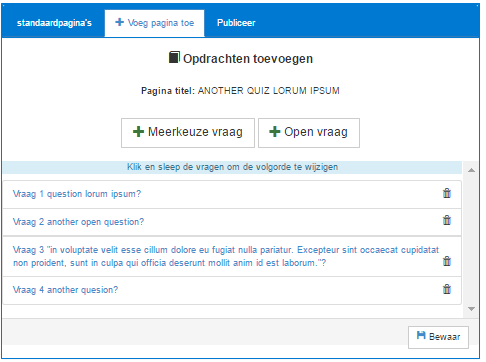 standaardpagina's Voeg pagina toe Publiceer
Opdrachten toevoegen
Pagina titel: ANOTHER QUIZ LORUM IPSUM
Meerkeuze vraag Open vraag
Klik en sleep de vragen om de volgorde te wijzigen
Vraag 1 question lorum ipsum?
Vraag 2 another open question?
Vraag 3 "in voluptate velit esse cillum dolore eu fugiat nulla pariatur. Excepteur sint occaecat cupidatat
non proident, sunt in culpa qui officia deserunt mollit anim id est laborum."?
Vraag 4 another quesion?
Bewaar